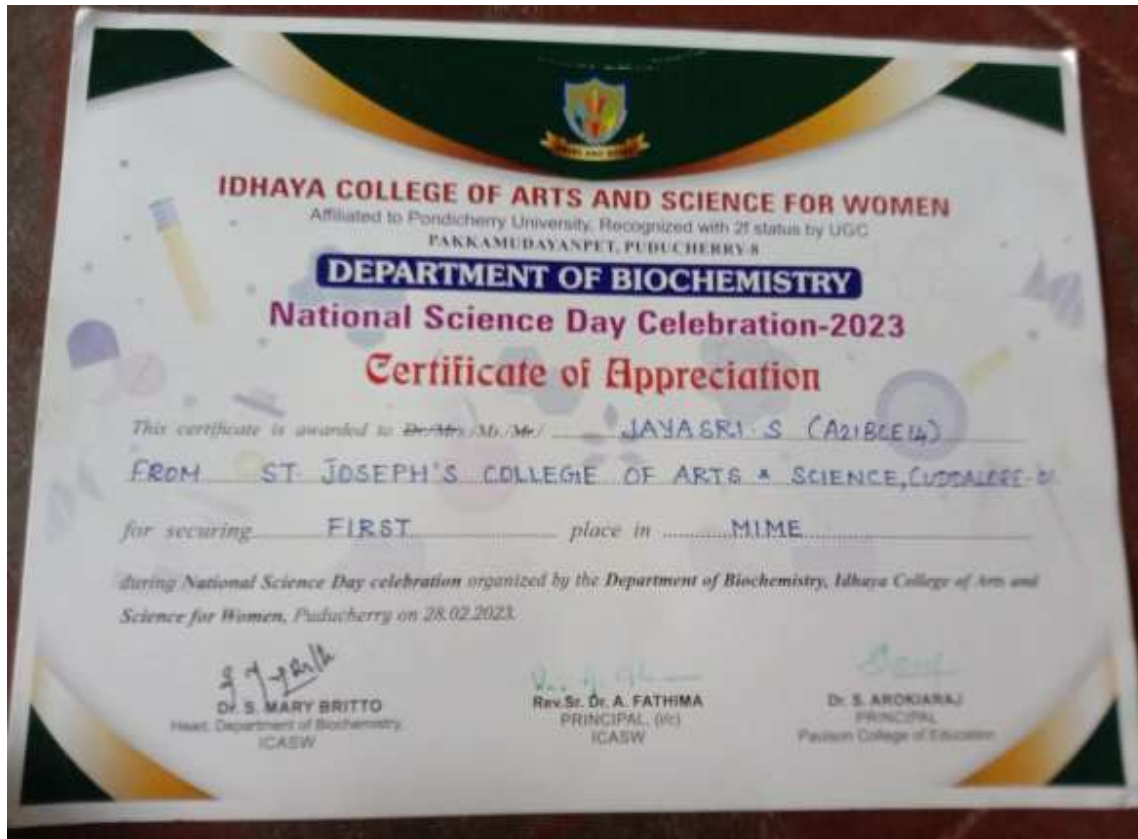 IDHAYA COLLEGE OF ARTS AND SCIENCE FOR WOMEN
Affiliated to Pondicherry University, Recognized with 2f status by UGC
PAKKAMUDAYANPET, PUDUCHERRY-8
DEPARTMENT OF BIOCHEMISTRY
National Science Day Celebration-2023
Certificate of Appreciation
This certificate is awarded to Dr./Mrs./Ms./Mr./ JAYASRI. S (A21BCE14)
FROM ST. JOSEPH'S COLLEGE OF ARTS & SCIENCE, CUDDALORE-
for securing FIRST place in MIME
during National Science Day celebration organized by the Department of Biochemistry, Idhaya College of Arts and
Science for Women, Puducherry on 28.02.2023.
Dr. S. MARY BRITTO
Head, Department of Biochemistry,
ICASW
Rev.Sr. Dr. A. FATHIMA
PRINCIPAL, (i/c)
ICASW
Dr. S. AROKIARAJ
PRINCIPAL
College of Education